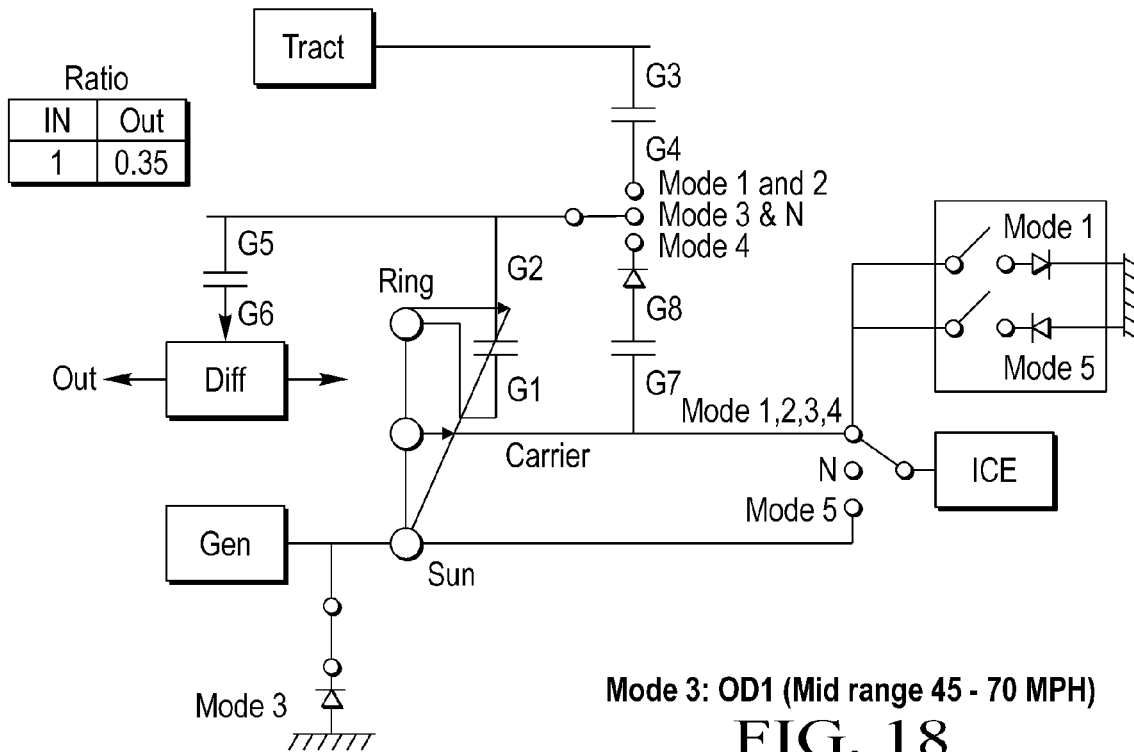 Tract
Ratio
IN Out
1 0.35
G3
G4
Mode 1 and 2
Mode 3 & N
Mode 4
G5
G6
G2
G1
Ring
G8
G7
Mode 1
Mode 5
Out
Diff
Carrier
Mode 1,2,3,4
N
Mode 5
ICE
Gen
Sun
Mode 3
Mode 3: OD1 (Mid range 45 - 70 MPH)
FIG. 18